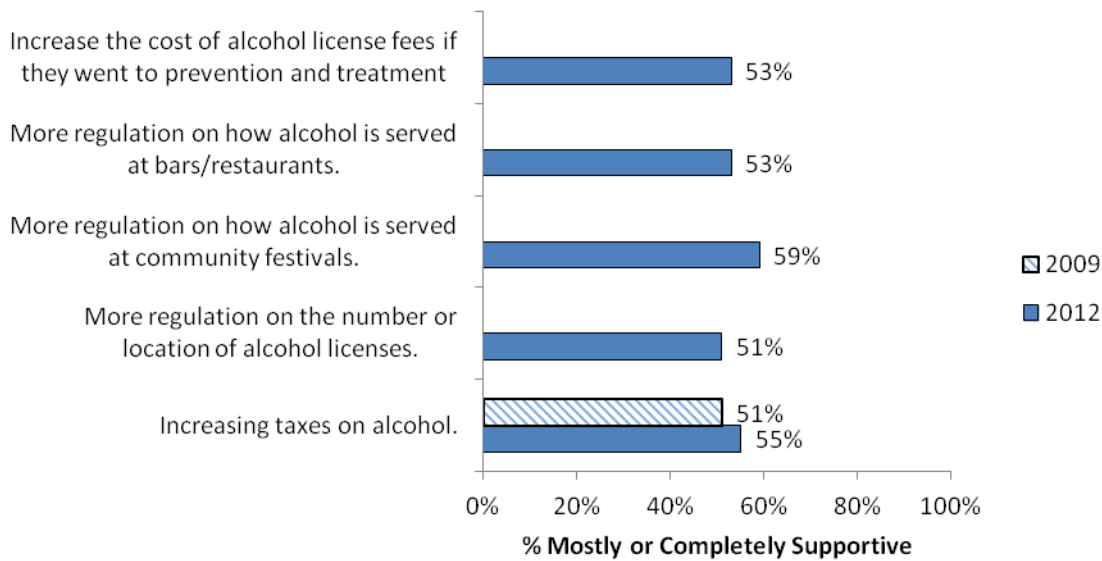 Increase the cost of alcohol license fees if
they went to prevention and treatment
53%
More regulation on how alcohol is served
at bars/restaurants.
53%
More regulation on how alcohol is served
at community festivals.
59%
More regulation on the number or
location of alcohol licenses.
51%
Increasing taxes on alcohol.
51%
55%
2009
2012
0% 20% 40% 60% 80% 100%
% Mostly or Completely Supportive